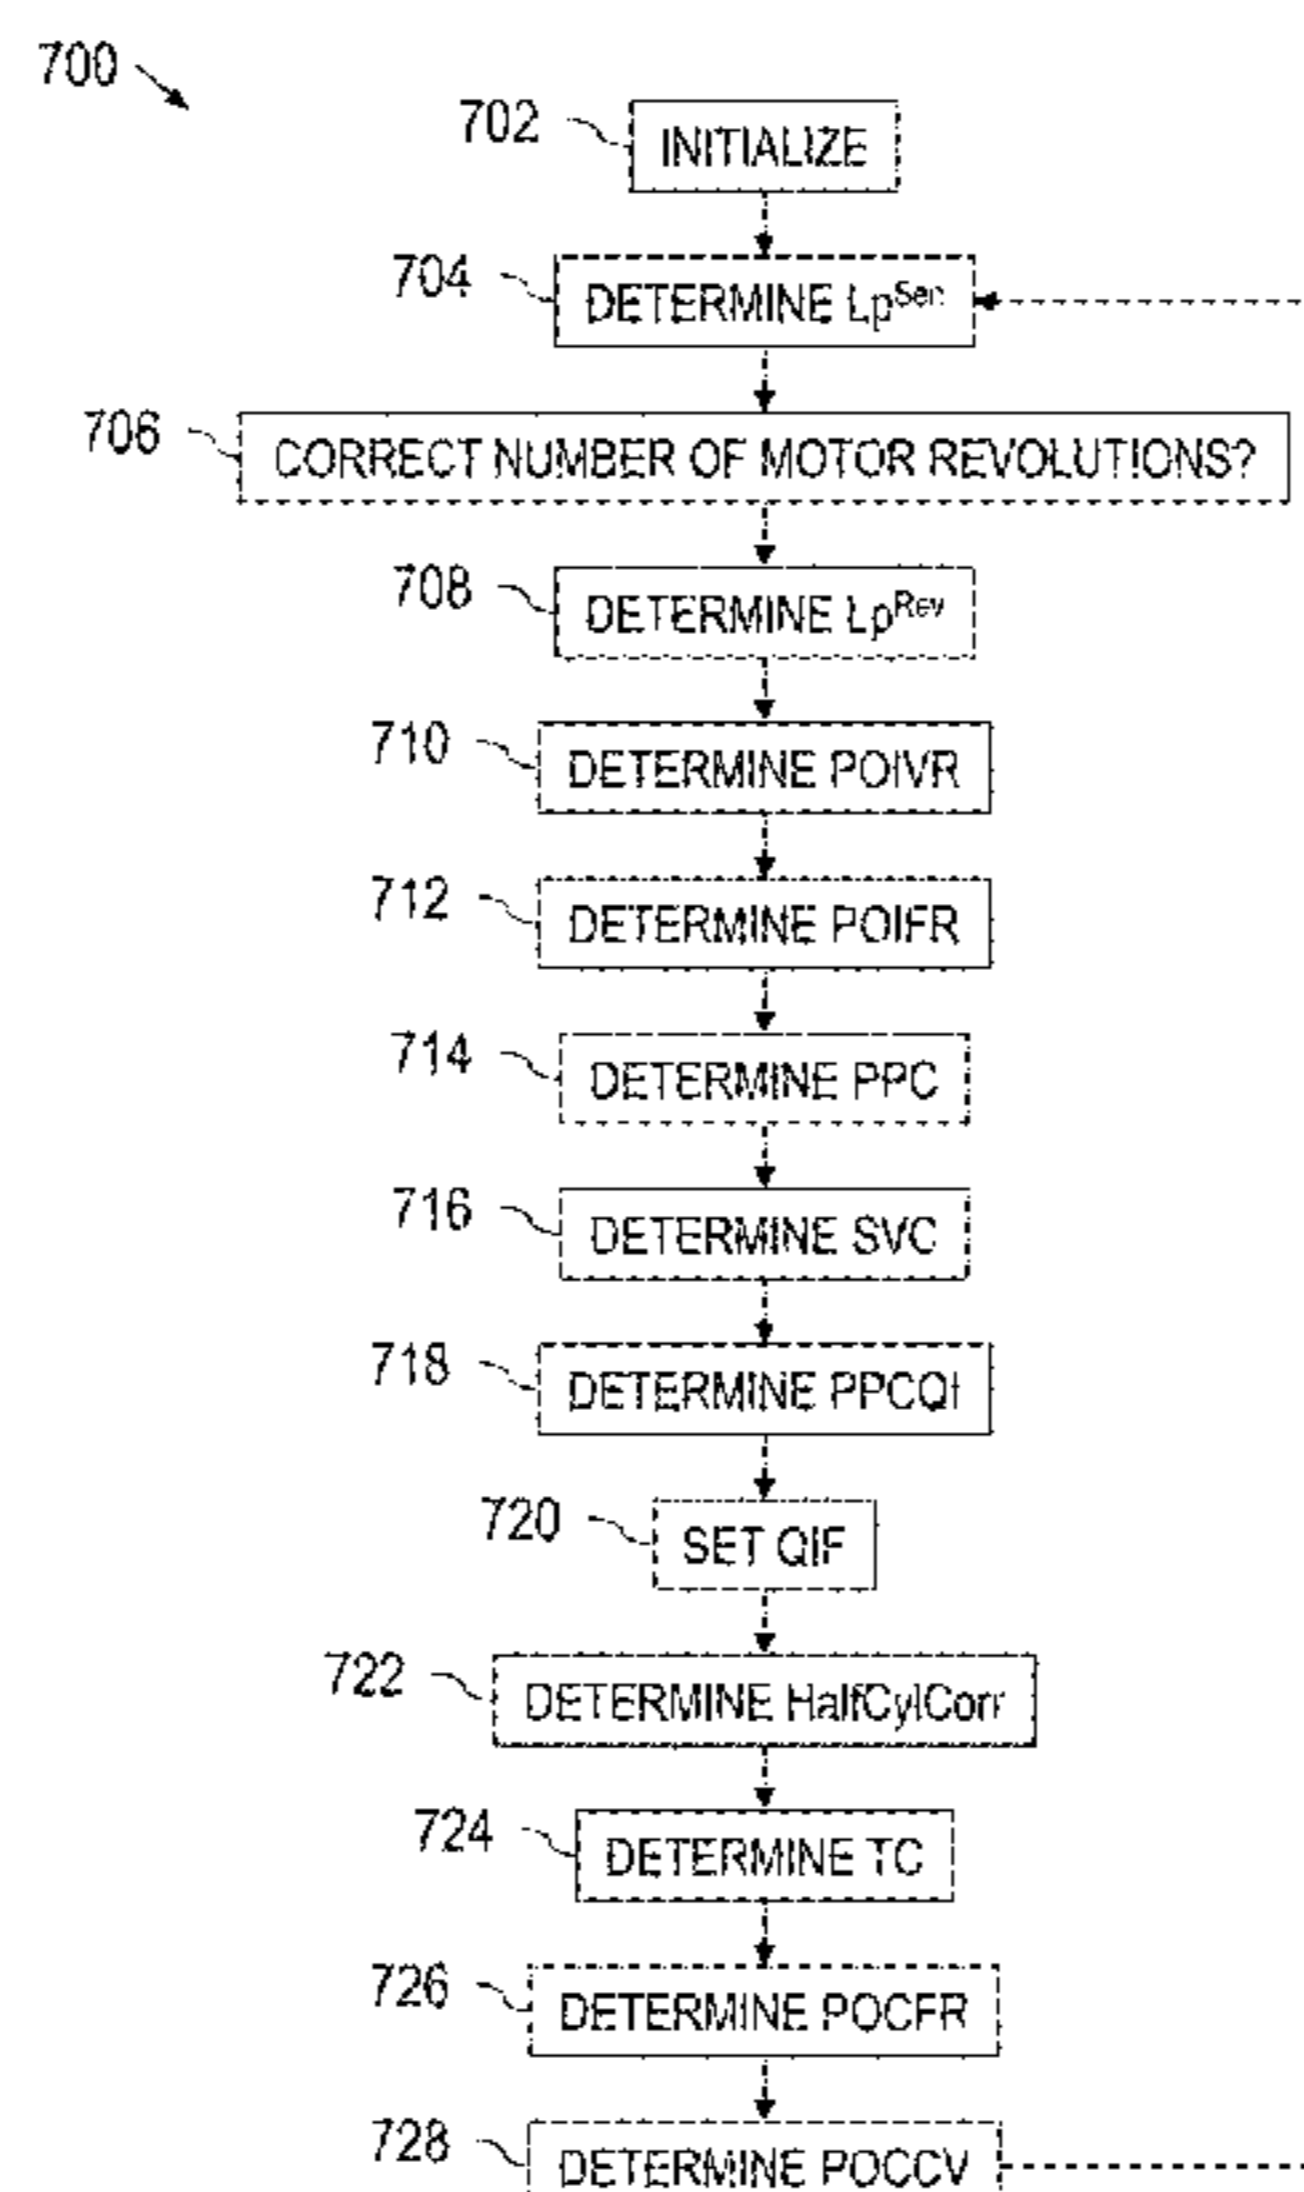 700
702 INITIALIZE
704 DETERMINE Lp^Sen
706 CORRECT NUMBER OF MOTOR REVOLUTIONS?
708 DETERMINE Lp^Rev
710 DETERMINE POIVR
712 DETERMINE POIFR
714 DETERMINE PPC
716 DETERMINE SVC
718 DETERMINE PPCQI
720 SET QIF
722 DETERMINE HalfCylCorr
724 DETERMINE TC
726 DETERMINE POCFR
728 DETERMINE POCCV